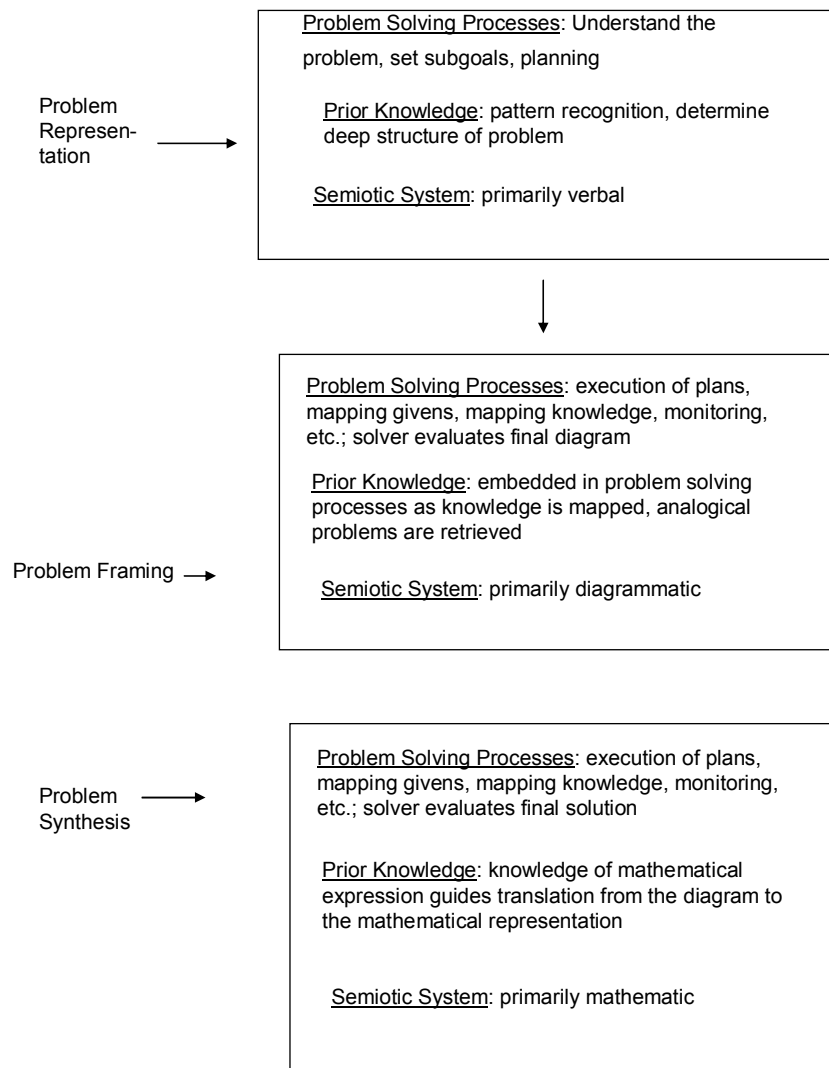 Problem Solving Processes: Understand the
problem, set subgoals, planning
Problem
Represen-
tation
Prior Knowledge: pattern recognition, determine
deep structure of problem
Semiotic System: primarily verbal
Problem Solving Processes: execution of plans,
mapping givens, mapping knowledge, monitoring,
etc.; solver evaluates final diagram
Prior Knowledge: embedded in problem solving
processes as knowledge is mapped, analogical
problems are retrieved
Problem Framing
Semiotic System: primarily diagrammatic
Problem Solving Processes: execution of plans,
mapping givens, mapping knowledge, monitoring,
etc.; solver evaluates final solution
Problem
Synthesis
Prior Knowledge: knowledge of mathematical
expression guides translation from the diagram to
the mathematical representation
Semiotic System: primarily mathematic